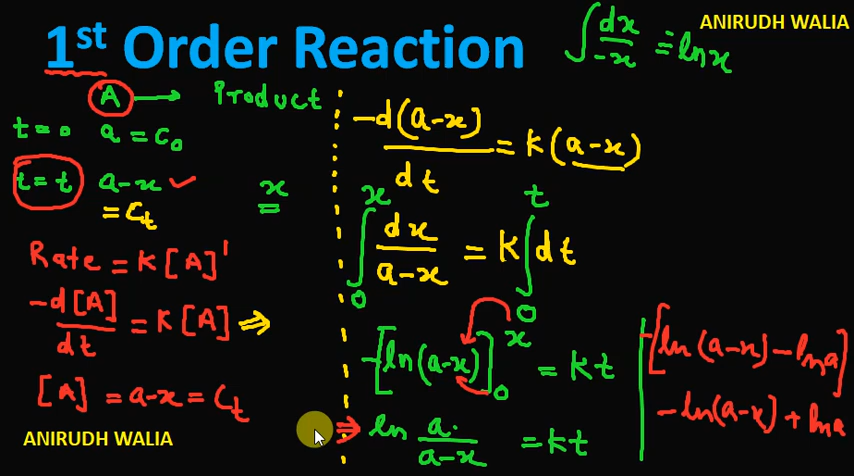 ANIRUDH WALIA
1st Order Reaction
∫ dx/-x = -ln x
A → Product
t=0 a = C₀
t=t a-x ✓ x
= Cₜ
Rate = K[A]¹
-d[A]/dt = K[A] ⇒
[A] = a-x = Cₜ
ANIRUDH WALIA
-d(a-x)/dt = K(a-x)
∫₀ˣ dx/a-x = K ∫₀ᵗ dt
-[ln(a-x)]₀ˣ = Kt
⇒ ln a/a-x = Kt
-[ln(a-x) - ln a]
-ln(a-x) + ln a